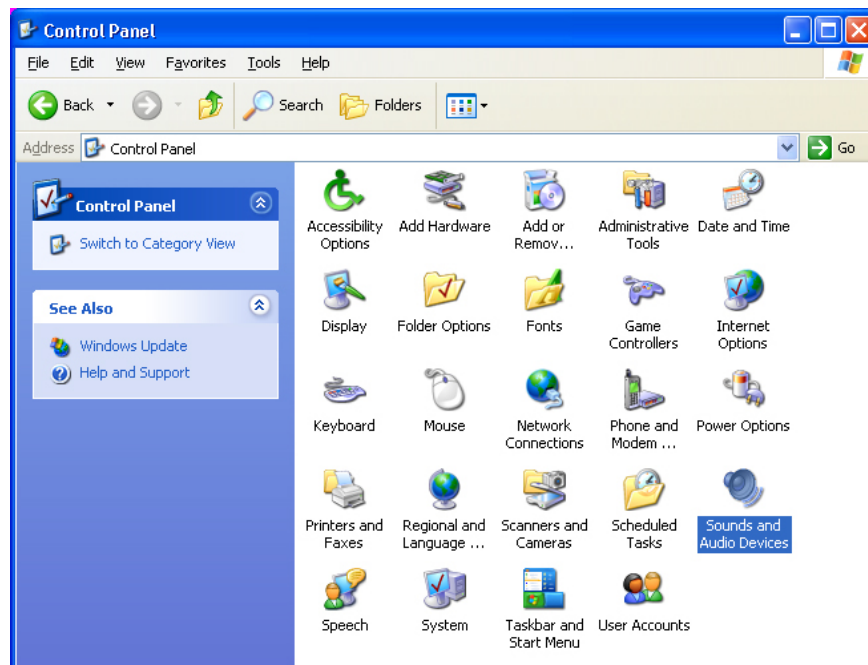 Control Panel
File Edit View Favorites Tools Help
Back Search Folders
Address Control Panel Go
Control Panel
Switch to Category View
See Also
Windows Update
Help and Support
Accessibility Options
Add Hardware
Add or Remov...
Administrative Tools
Date and Time
Display
Folder Options
Fonts
Game Controllers
Internet Options
Keyboard
Mouse
Network Connections
Phone and Modem ...
Power Options
Printers and Faxes
Regional and Language ...
Scanners and Cameras
Scheduled Tasks
Sounds and Audio Devices
Speech
System
Taskbar and Start Menu
User Accounts